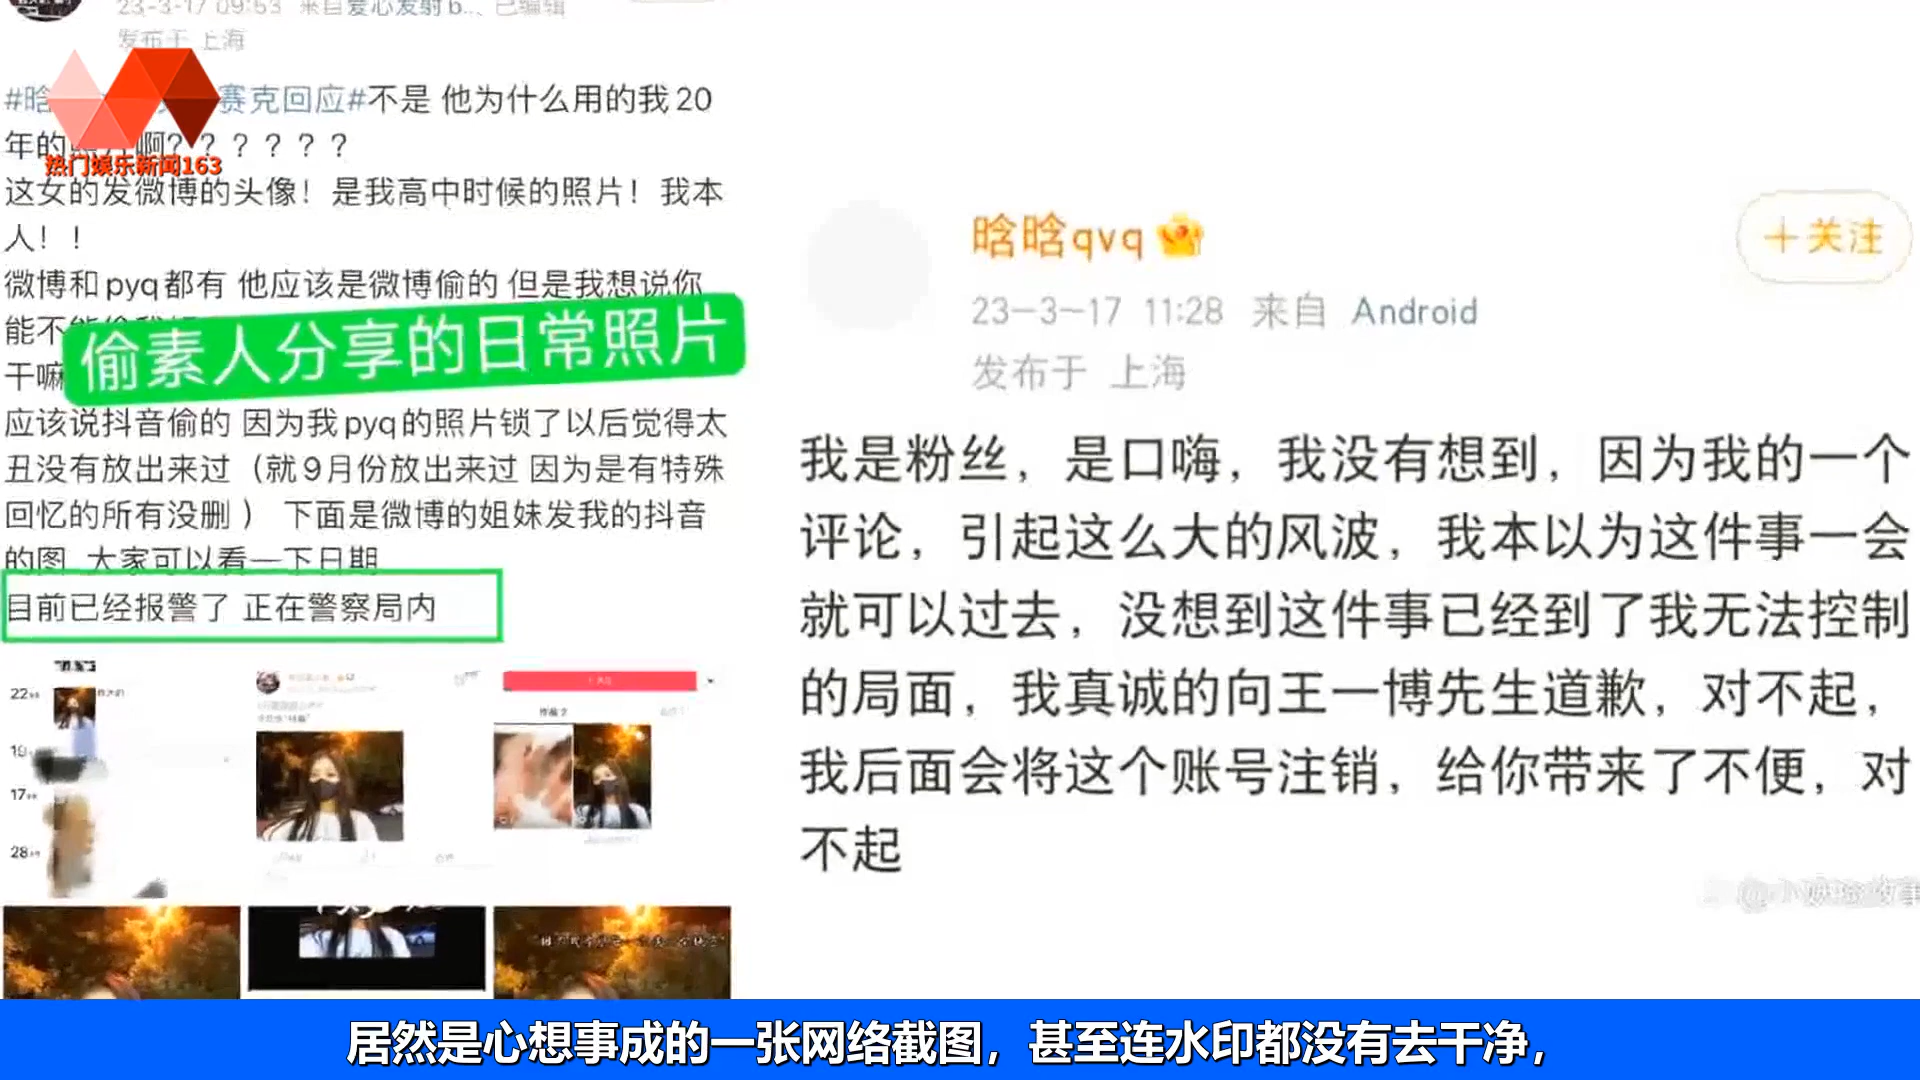 23-3-17 09:53 来自爱心发射b... 已编辑
发布于 上海
#晗 赛克回应#不是 他为什么用的我20
年的照片啊？？？？？？？
热门娱乐新闻163
这女的发微博的头像！是我高中时候的照片！我本
人！！
微博和pyq都有 他应该是微博偷的 但是我想说你
能不能
干嘛
偷素人分享的日常照片
应该说抖音偷的 因为我pyq的照片锁了以后觉得太
丑没有放出来过（就9月份放出来过 因为是有特殊
回忆的所有没删 ） 下面是微博的姐妹发我的抖音
的图 大家可以看一下日期
目前已经报警了 正在警察局内
22
19
17
28
晗晗qvq
+关注
23-3-17 11:28 来自 Android
发布于 上海
我是粉丝，是口嗨，我没有想到，因为我的一个
评论，引起这么大的风波，我本以为这件事一会
就可以过去，没想到这件事已经到了我无法控制
的局面，我真诚的向王一博先生道歉，对不起，
我后面会将这个账号注销，给你带来了不便，对
不起
居然是心想事成的一张网络截图，甚至连水印都没有去干净，